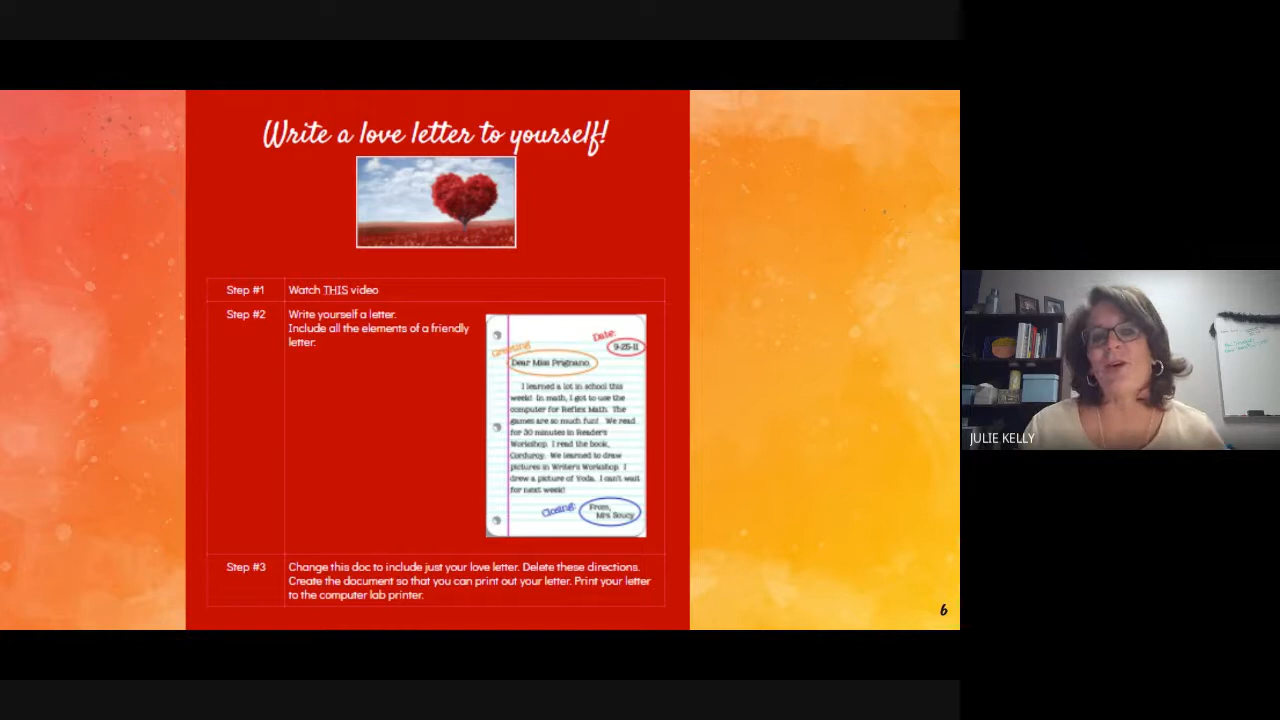 Write a love letter to yourself!
Step #1
Watch THIS video
Step #2
Write yourself a letter.
Include all the elements of a friendly
letter.
Date:
9-25-11
Greeting
Dear Miss Prignano,
I learned a lot in school this
week! In math, I got to use the
computer for Reflex Math. The
games are so much fun! We read
for 30 minutes in Reader's
Workshop. I read the book,
Corduroy. We learned to draw
pictures in Writer's Workshop. I
drew a picture of Yoda. I can't wait
for next week!
Closing:
From,
Mrs. Soucy
Step #3
Change this doc to include just your love letter. Delete these directions.
Create the document so that you can print out your letter. Print your letter
to the computer lab printer.
6
JULIE KELLY